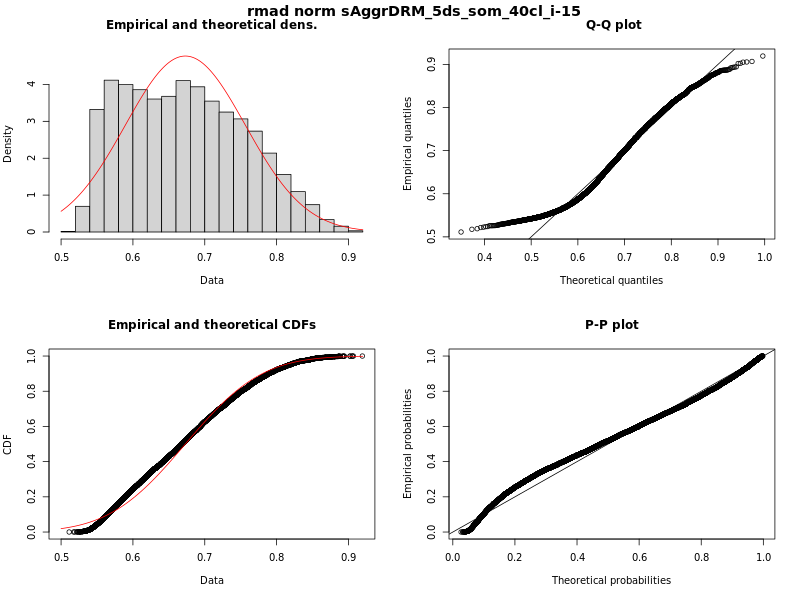 rmad norm sAggrDRM_5ds_som_40cl_i-15
Empirical and theoretical dens.
Density
0 1 2 3 4
0.5 0.6 0.7 0.8 0.9
Data
Q-Q plot
Empirical quantiles
0.5 0.6 0.7 0.8 0.9
0.4 0.5 0.6 0.7 0.8 0.9 1.0
Theoretical quantiles
Empirical and theoretical CDFs
CDF
0.0 0.2 0.4 0.6 0.8 1.0
0.5 0.6 0.7 0.8 0.9
Data
P-P plot
Empirical probabilities
0.0 0.2 0.4 0.6 0.8 1.0
0.0 0.2 0.4 0.6 0.8 1.0
Theoretical probabilities